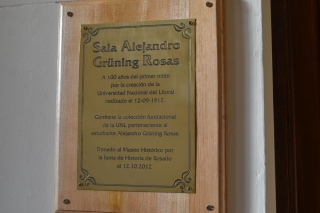 Sala Alejandro
Grüning Rosas
A 100 años del primer mitin
por la creación de la
Universidad Nacional del Litoral
realizado el 12-09-1912.
Contiene la colección fundacional
de la UNL perteneciente al
estudiante Alejandro Grüning Rosas.
Donado al Museo Histórico por
la Junta de Historia de Rosario
el 12.10.2012